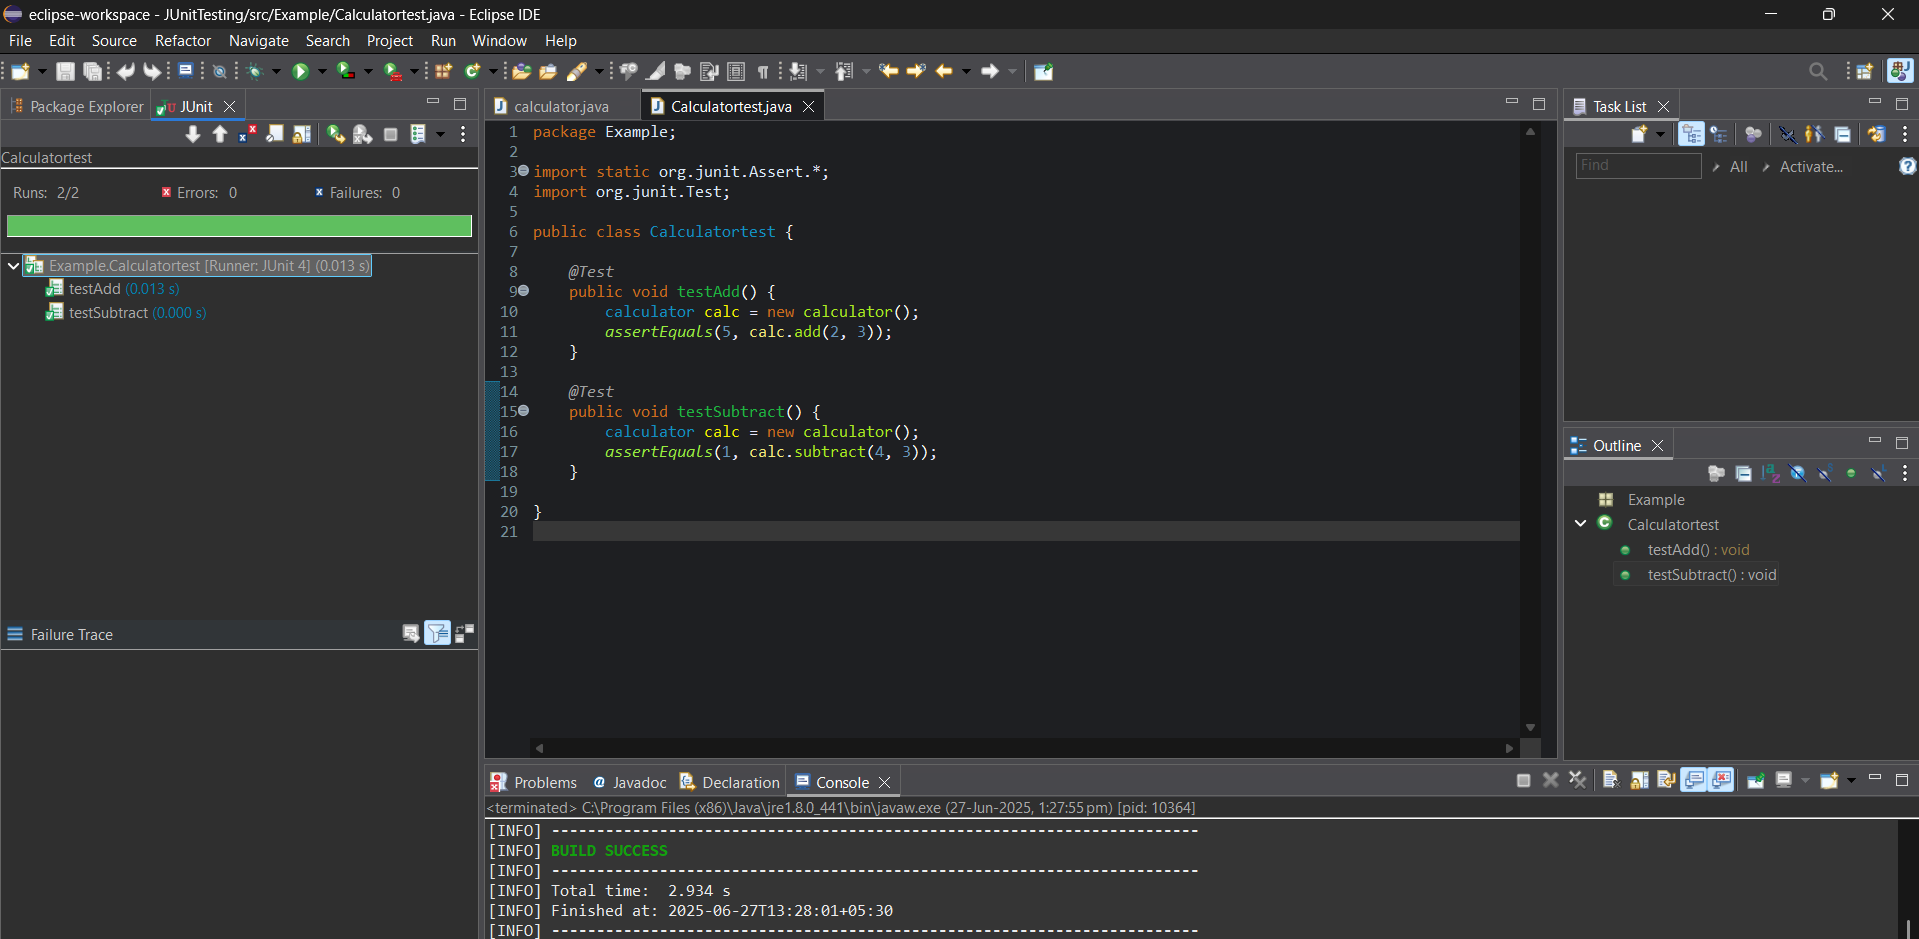 eclipse-workspace - JUnitTesting/src/Example/Calculatortest.java - Eclipse IDE
File Edit Source Refactor Navigate Search Project Run Window Help
Package Explorer
JUnit
Calculatortest
Runs: 2/2 Errors: 0 Failures: 0
Example.Calculatortest [Runner: JUnit 4] (0.013 s)
testAdd (0.013 s)
testSubtract (0.000 s)
Failure Trace
calculator.java
Calculatortest.java
1 package Example;
2
3 import static org.junit.Assert.*;
4 import org.junit.Test;
5
6 public class Calculatortest {
7
8     @Test
9     public void testAdd() {
10         calculator calc = new calculator();
11         assertEquals(5, calc.add(2, 3));
12     }
13
14     @Test
15     public void testSubtract() {
16         calculator calc = new calculator();
17         assertEquals(1, calc.subtract(4, 3));
18     }
19
20 }
21
Task List
Find
All
Activate...
Outline
Example
Calculatortest
testAdd() : void
testSubtract() : void
Problems
@ Javadoc
Declaration
Console
<terminated> C:\Program Files (x86)\Java\jre1.8.0_441\bin\javaw.exe (27-Jun-2025, 1:27:55 pm) [pid: 10364]
[INFO] ------------------------------------------------------------------------
[INFO] BUILD SUCCESS
[INFO] ------------------------------------------------------------------------
[INFO] Total time:  2.934 s
[INFO] Finished at: 2025-06-27T13:28:01+05:30
[INFO] ------------------------------------------------------------------------